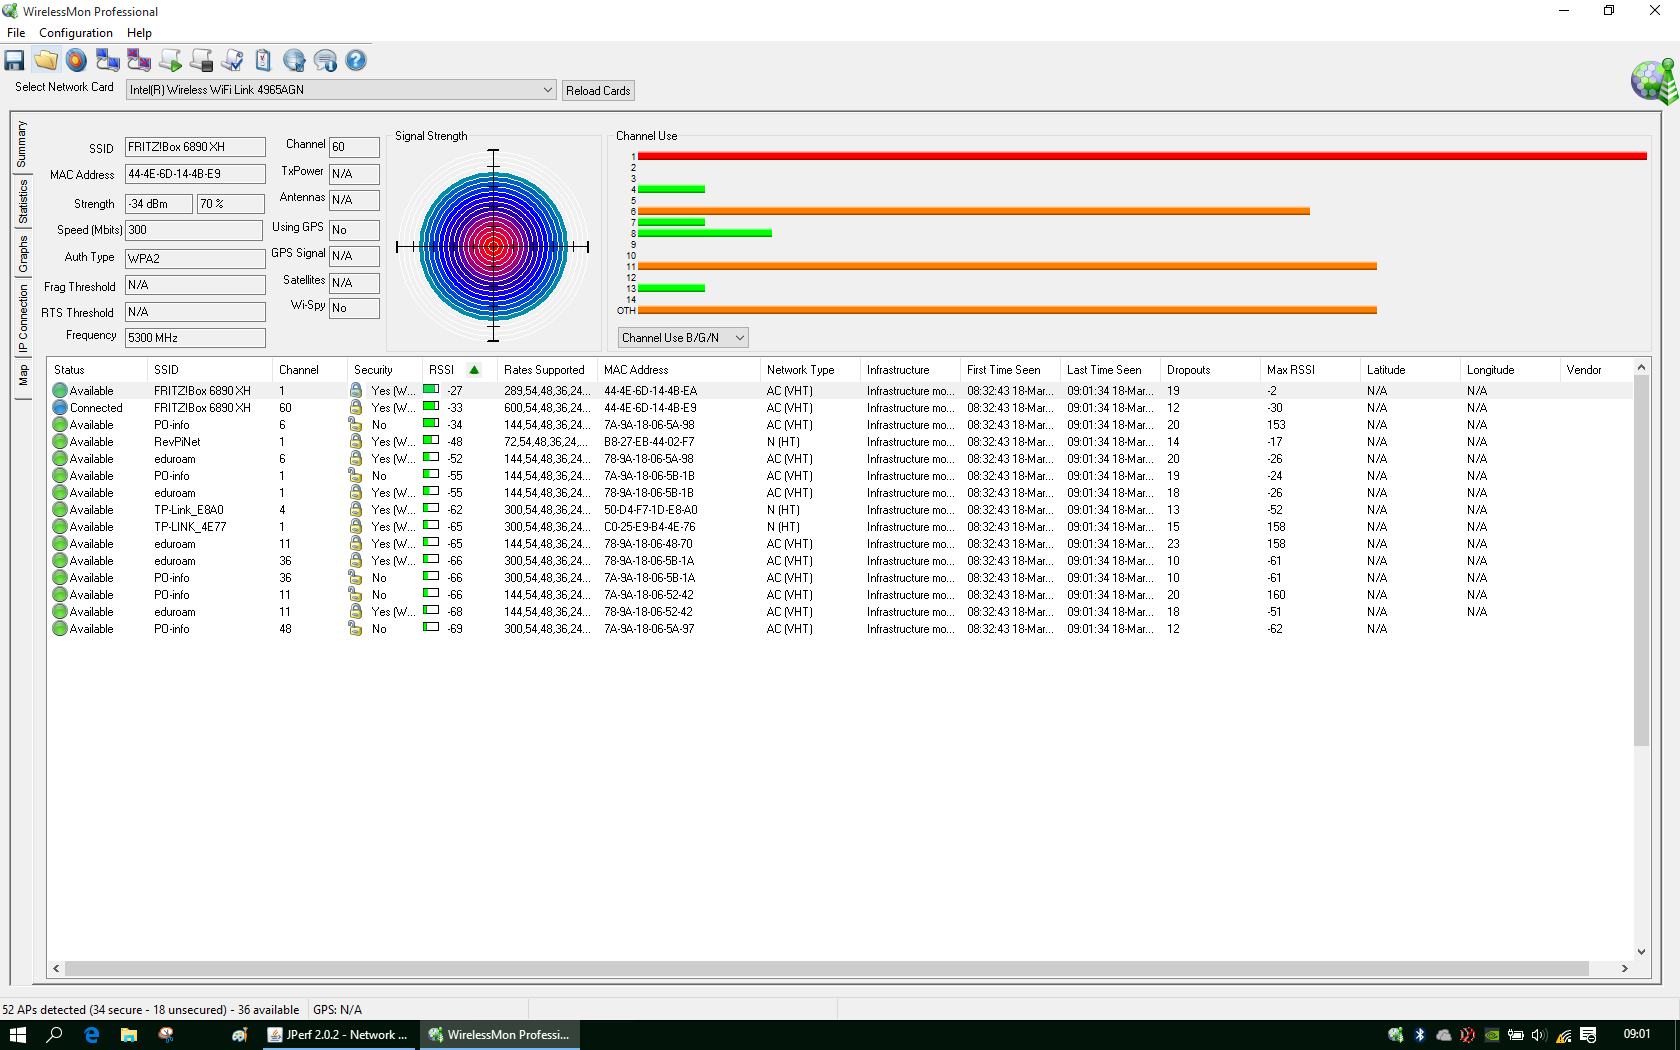 WirelessMon Professional
File Configuration Help
Select Network Card Intel(R) Wireless WiFi Link 4965AGN Reload Cards
Summary
Statistics
Graphs
IP Connection
Map
SSID FRITZ!Box 6890 XH
MAC Address 44-4E-6D-14-4B-E9
Strength -34 dBm 70 %
Speed (Mbits) 300
Auth Type WPA2
Frag Threshold N/A
RTS Threshold N/A
Frequency 5300 MHz
Channel 60
TxPower N/A
Antennas N/A
Using GPS No
GPS Signal N/A
Satellites N/A
Wi-Spy No
Signal Strength
Channel Use
1
2
3
4
5
6
7
8
9
10
11
12
13
14
OTH
Channel Use B/G/N
Status SSID Channel Security RSSI Rates Supported MAC Address Network Type Infrastructure First Time Seen Last Time Seen Dropouts Max RSSI Latitude Longitude Vendor
Available FRITZ!Box 6890 XH 1 Yes (W... -27 289,54,48,36,24... 44-4E-6D-14-4B-EA AC (VHT) Infrastructure mo... 08:32:43 18-Mar... 09:01:34 18-Mar... 19 -2 N/A N/A
Connected FRITZ!Box 6890 XH 60 Yes (W... -33 600,54,48,36,24... 44-4E-6D-14-4B-E9 AC (VHT) Infrastructure mo... 08:32:43 18-Mar... 09:01:34 18-Mar... 12 -30 N/A N/A
Available PO-info 6 No -34 144,54,48,36,24... 7A-9A-18-06-5A-98 AC (VHT) Infrastructure mo... 08:32:43 18-Mar... 09:01:34 18-Mar... 20 153 N/A N/A
Available RevPiNet 1 Yes (W... -48 72,54,48,36,24,... B8-27-EB-44-02-F7 N (HT) Infrastructure mo... 08:32:43 18-Mar... 09:01:34 18-Mar... 14 -17 N/A N/A
Available eduroam 6 Yes (W... -52 144,54,48,36,24... 78-9A-18-06-5A-98 AC (VHT) Infrastructure mo... 08:32:43 18-Mar... 09:01:34 18-Mar... 20 -26 N/A N/A
Available PO-info 1 No -55 144,54,48,36,24... 7A-9A-18-06-5B-1B AC (VHT) Infrastructure mo... 08:32:43 18-Mar... 09:01:34 18-Mar... 19 -24 N/A N/A
Available eduroam 1 Yes (W... -55 144,54,48,36,24... 78-9A-18-06-5B-1B AC (VHT) Infrastructure mo... 08:32:43 18-Mar... 09:01:34 18-Mar... 18 -26 N/A N/A
Available TP-Link_E8A0 4 Yes (W... -62 300,54,48,36,24... 50-D4-F7-1D-E8-A0 N (HT) Infrastructure mo... 08:32:43 18-Mar... 09:01:34 18-Mar... 13 -52 N/A N/A
Available TP-LINK_4E77 1 Yes (W... -65 300,54,48,36,24... C0-25-E9-B4-4E-76 N (HT) Infrastructure mo... 08:32:43 18-Mar... 09:01:34 18-Mar... 15 158 N/A N/A
Available eduroam 11 Yes (W... -65 144,54,48,36,24... 78-9A-18-06-48-70 AC (VHT) Infrastructure mo... 08:32:43 18-Mar... 09:01:34 18-Mar... 23 158 N/A N/A
Available eduroam 36 Yes (W... -66 300,54,48,36,24... 78-9A-18-06-5B-1A AC (VHT) Infrastructure mo... 08:32:43 18-Mar... 09:01:34 18-Mar... 10 -61 N/A N/A
Available PO-info 36 No -66 300,54,48,36,24... 7A-9A-18-06-5B-1A AC (VHT) Infrastructure mo... 08:32:43 18-Mar... 09:01:34 18-Mar... 10 -61 N/A N/A
Available PO-info 11 No -66 144,54,48,36,24... 7A-9A-18-06-52-42 AC (VHT) Infrastructure mo... 08:32:43 18-Mar... 09:01:34 18-Mar... 20 160 N/A N/A
Available eduroam 11 Yes (W... -68 144,54,48,36,24... 78-9A-18-06-52-42 AC (VHT) Infrastructure mo... 08:32:43 18-Mar... 09:01:34 18-Mar... 18 -51 N/A N/A
Available PO-info 48 No -69 300,54,48,36,24... 7A-9A-18-06-5A-97 AC (VHT) Infrastructure mo... 08:32:43 18-Mar... 09:01:34 18-Mar... 12 -62 N/A
52 APs detected (34 secure - 18 unsecured) - 36 available GPS: N/A
JPerf 2.0.2 - Network ... WirelessMon Professi... 09:01